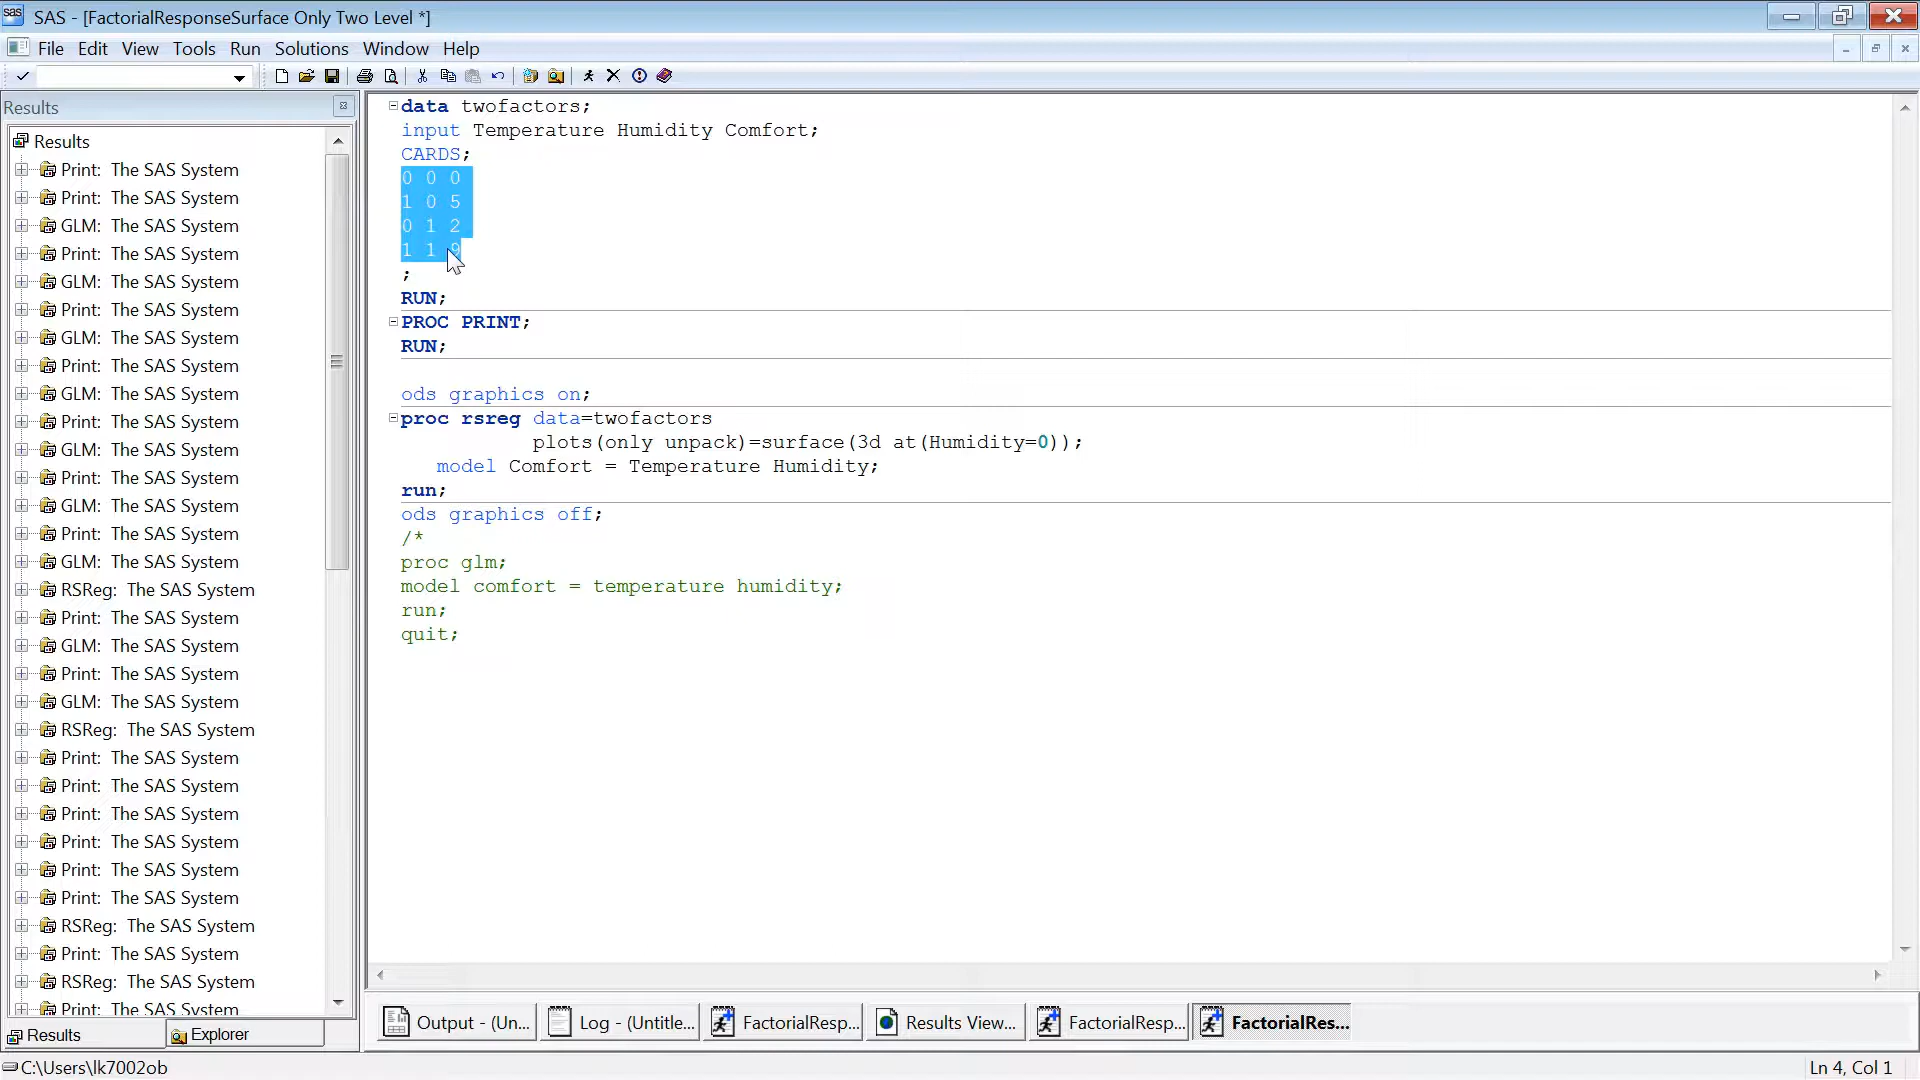 SAS - [FactorialResponseSurface Only Two Level *]
File Edit View Tools Run Solutions Window Help
Results
Results
Print: The SAS System
Print: The SAS System
GLM: The SAS System
Print: The SAS System
GLM: The SAS System
Print: The SAS System
GLM: The SAS System
Print: The SAS System
GLM: The SAS System
Print: The SAS System
GLM: The SAS System
Print: The SAS System
GLM: The SAS System
Print: The SAS System
GLM: The SAS System
RSReg: The SAS System
Print: The SAS System
GLM: The SAS System
Print: The SAS System
GLM: The SAS System
RSReg: The SAS System
Print: The SAS System
Print: The SAS System
Print: The SAS System
Print: The SAS System
Print: The SAS System
Print: The SAS System
RSReg: The SAS System
Print: The SAS System
RSReg: The SAS System
Print: The SAS System
Results Explorer
data twofactors;
input Temperature Humidity Comfort;
CARDS;
0 0 0
1 0 5
0 1 2
1 1 9
;
RUN;
PROC PRINT;
RUN;
ods graphics on;
proc rsreg data=twofactors
plots(only unpack)=surface(3d at(Humidity=0));
model Comfort = Temperature Humidity;
run;
ods graphics off;
/*
proc glm;
model comfort = temperature humidity;
run;
quit;
Output - (Un... Log - (Untitle... FactorialResp... Results View... FactorialResp... FactorialRes...
C:\Users\lk7002ob
Ln 4, Col 1